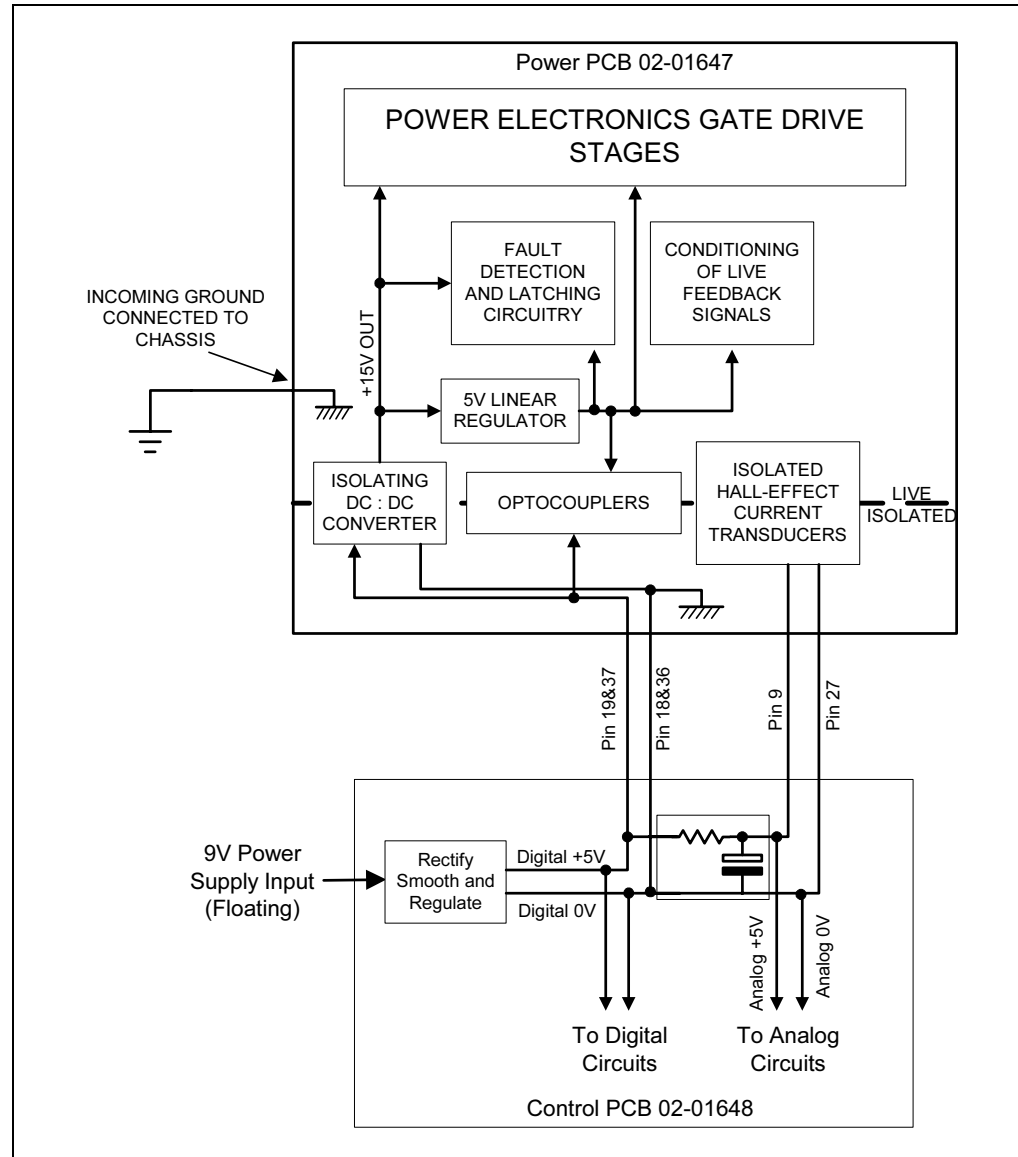 Power PCB 02-01647
POWER ELECTRONICS GATE DRIVE
STAGES
FAULT
DETECTION
AND LATCHING
CIRCUITRY
CONDITIONING
OF LIVE
FEEDBACK
SIGNALS
INCOMING GROUND
CONNECTED TO
CHASSIS
+15V OUT
5V LINEAR
REGULATOR
ISOLATING
DC : DC
CONVERTER
OPTOCOUPLERS
ISOLATED
HALL-EFFECT
CURRENT
TRANSDUCERS
LIVE
ISOLATED
Pin 19&37
Pin 18&36
Pin 9
Pin 27
9V Power
Supply Input
(Floating)
Rectify
Smooth and
Regulate
Digital +5V
Digital 0V
Analog +5V
Analog 0V
To Digital
Circuits
To Analog
Circuits
Control PCB 02-01648